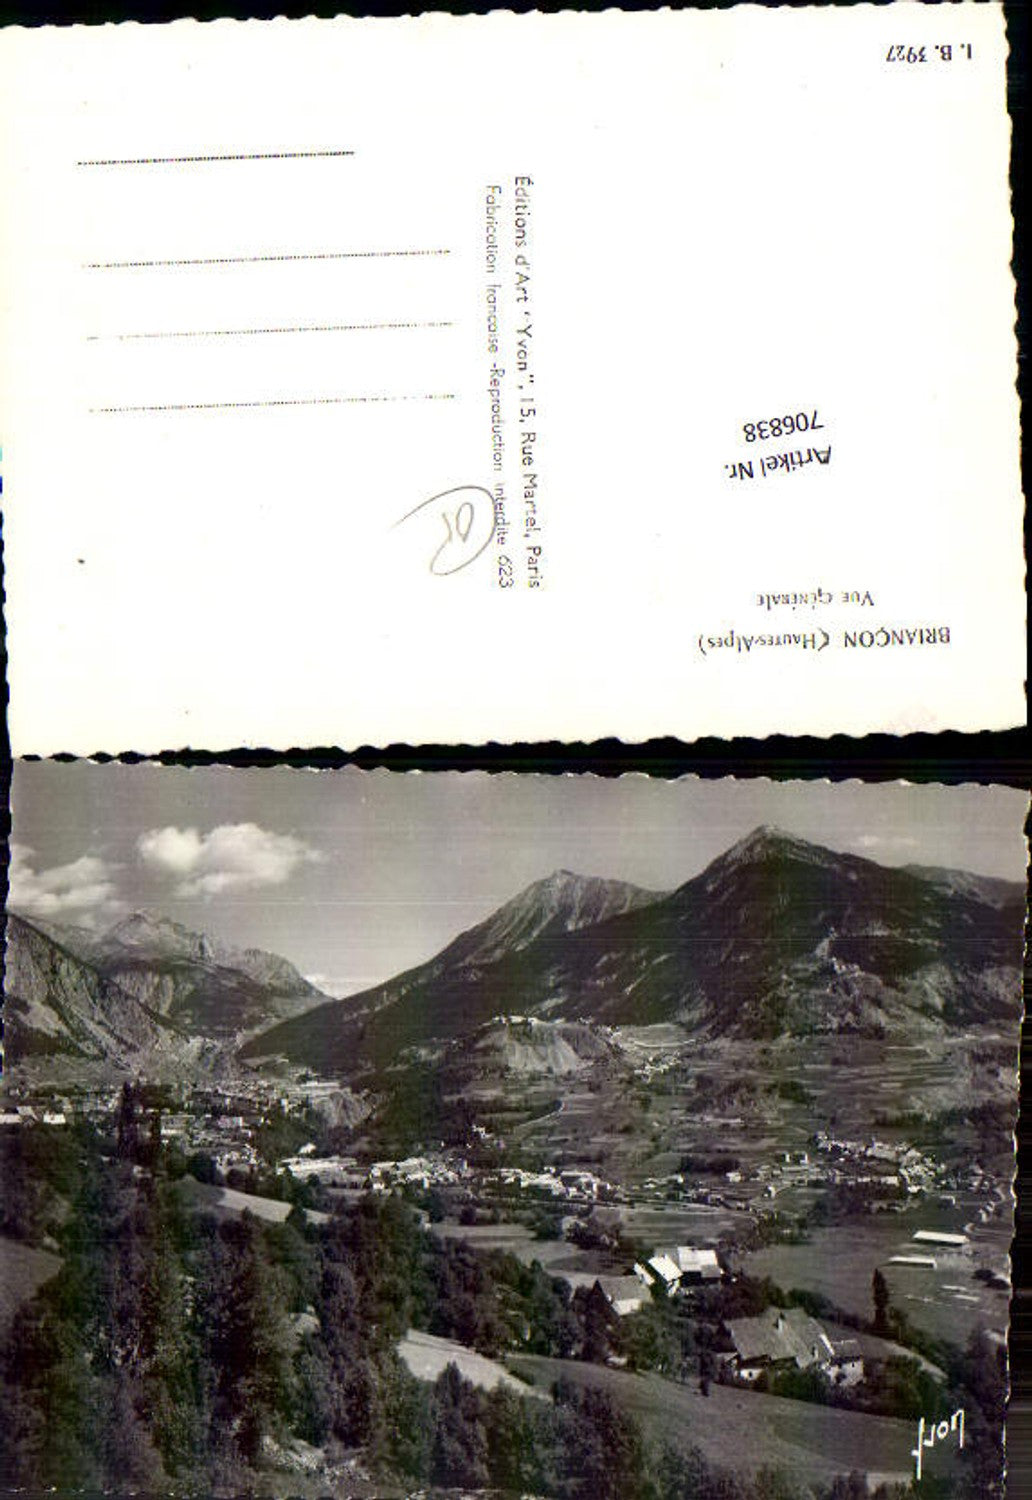 BRIANÇON (Hautes-Alpes)
Vue Générale
Artikel Nr.
706838
1. B. 3927
Éditions d'Art "Yvon", 15, Rue Martel, Paris
Fabrication française - Reproduction interdite 623
yvon